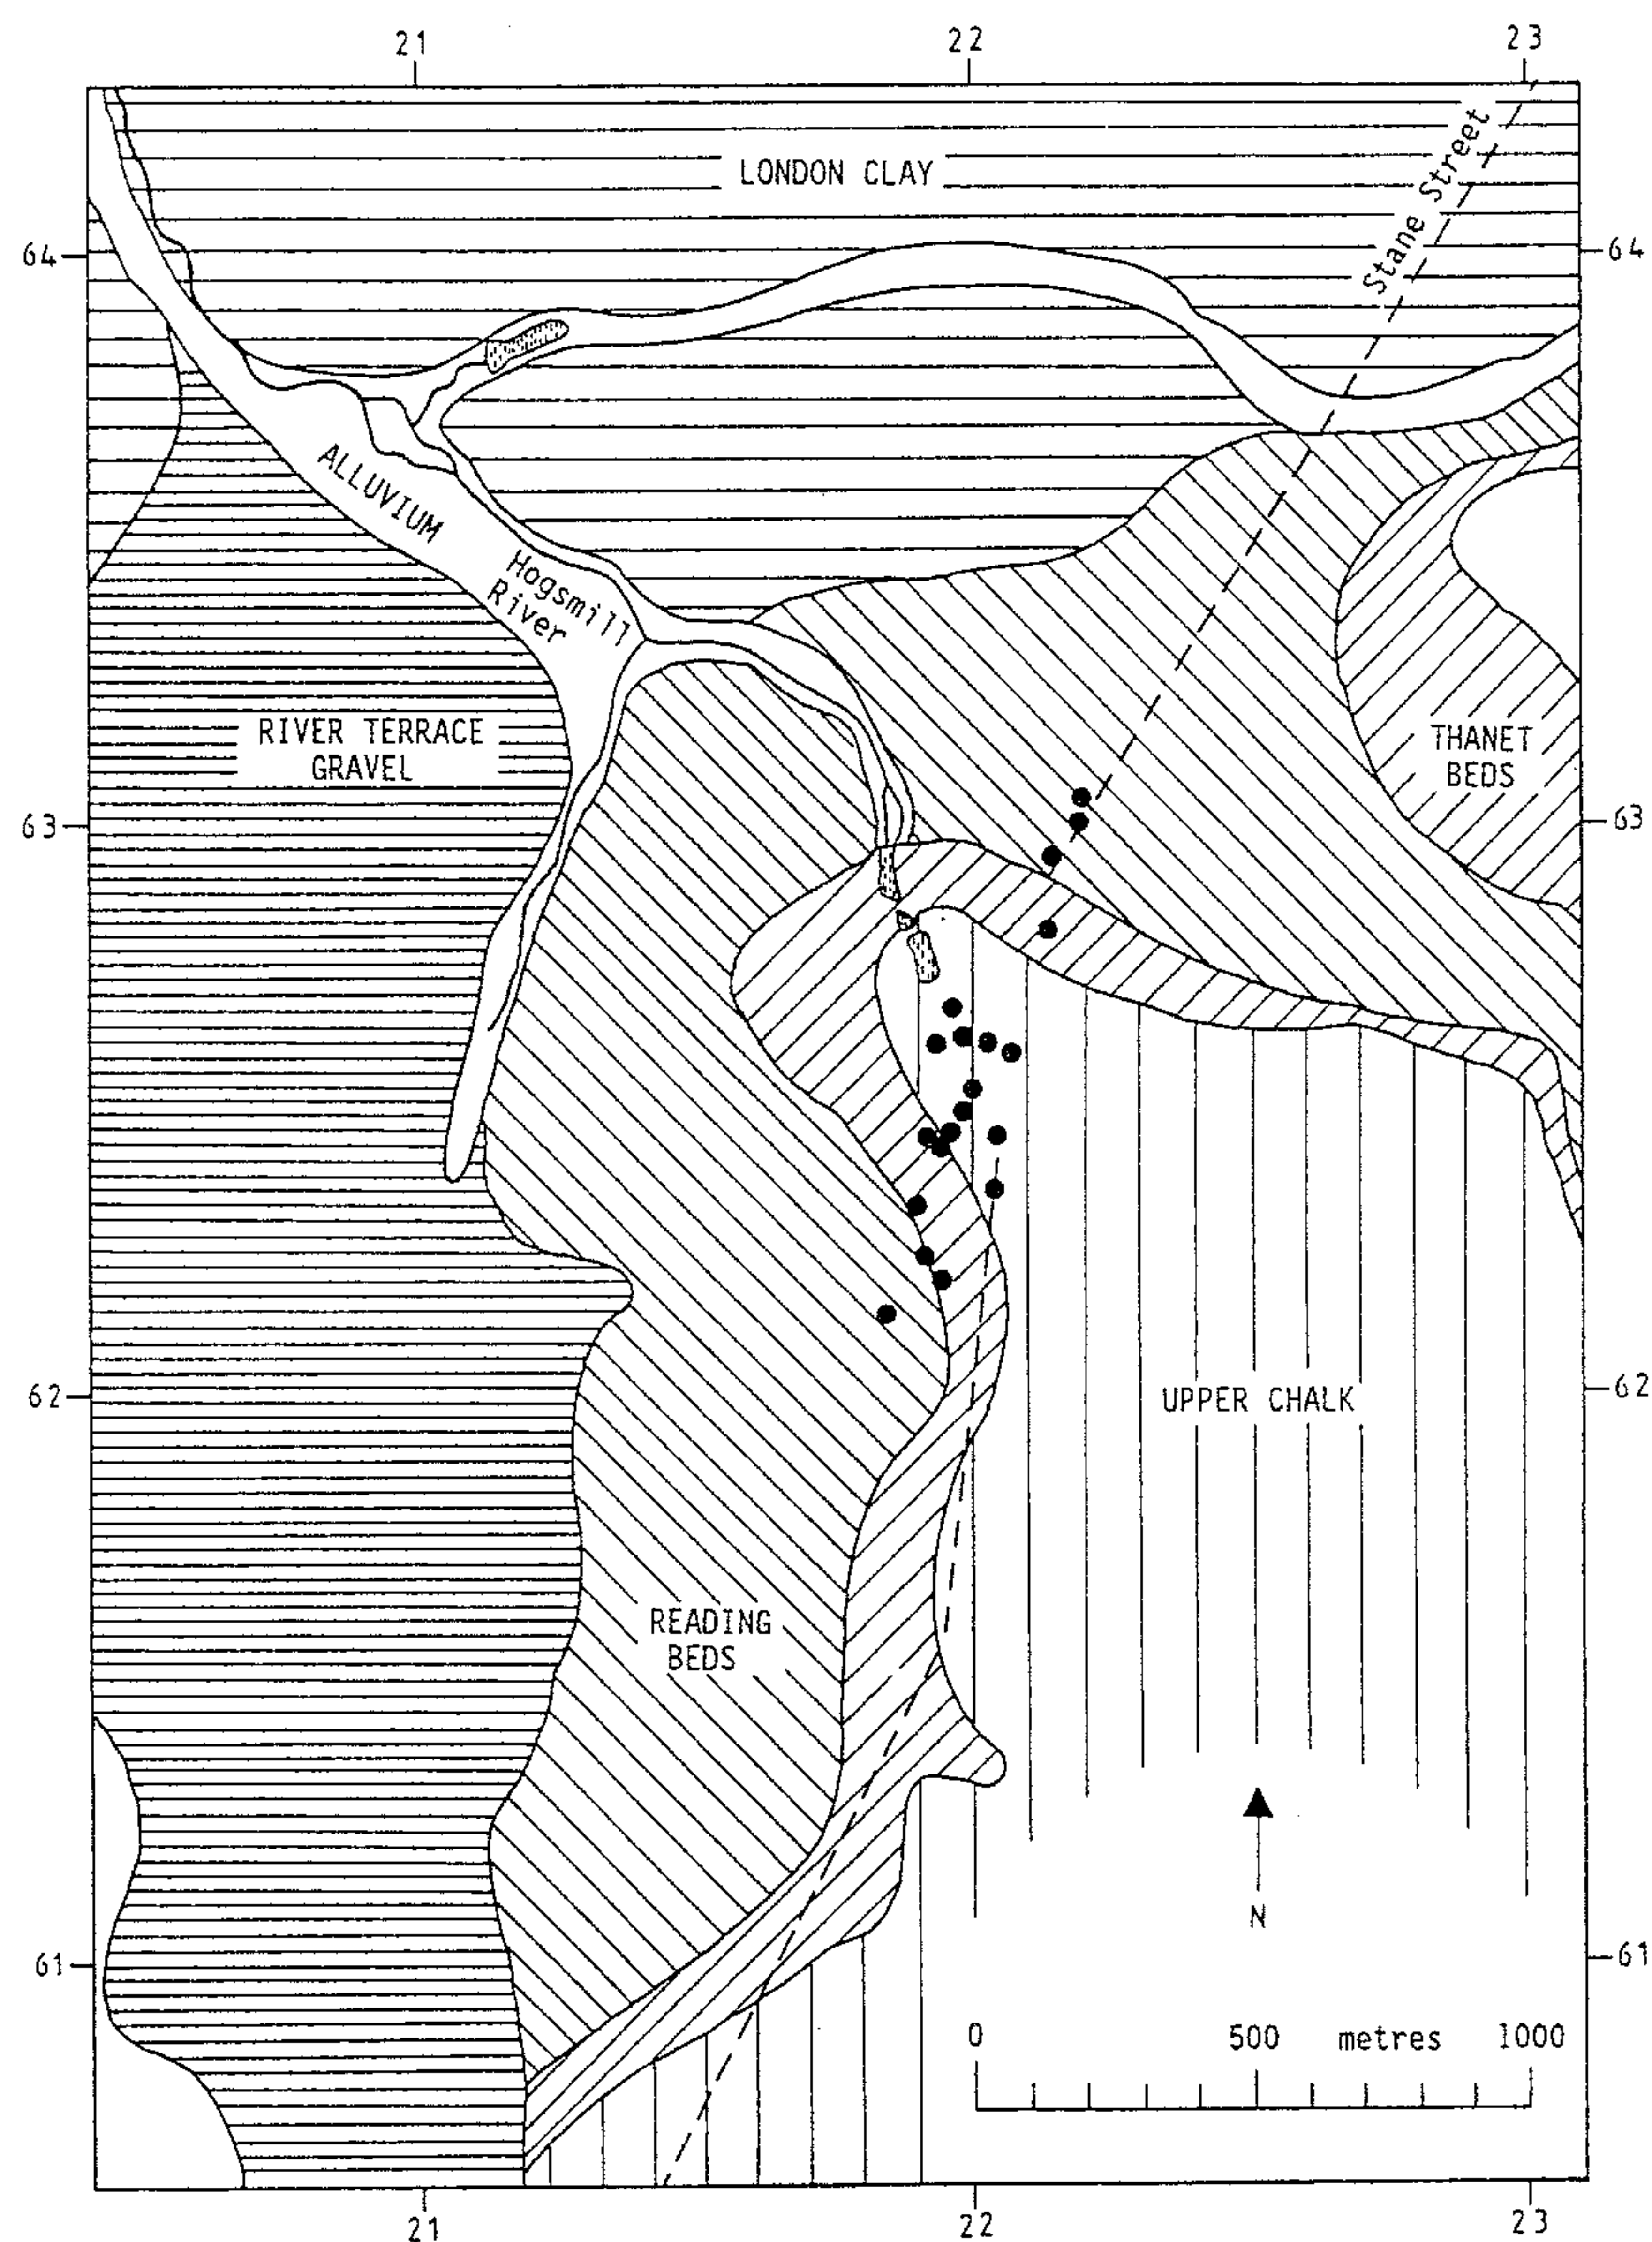 21 22 23
Stane Street
LONDON CLAY
64 64
ALLUVIUM
Hogsmill
River
RIVER TERRACE
GRAVEL
THANET
BEDS
63 63
62 62
UPPER CHALK
READING
BEDS
N
61 61
0 500 metres 1000
21 22 23